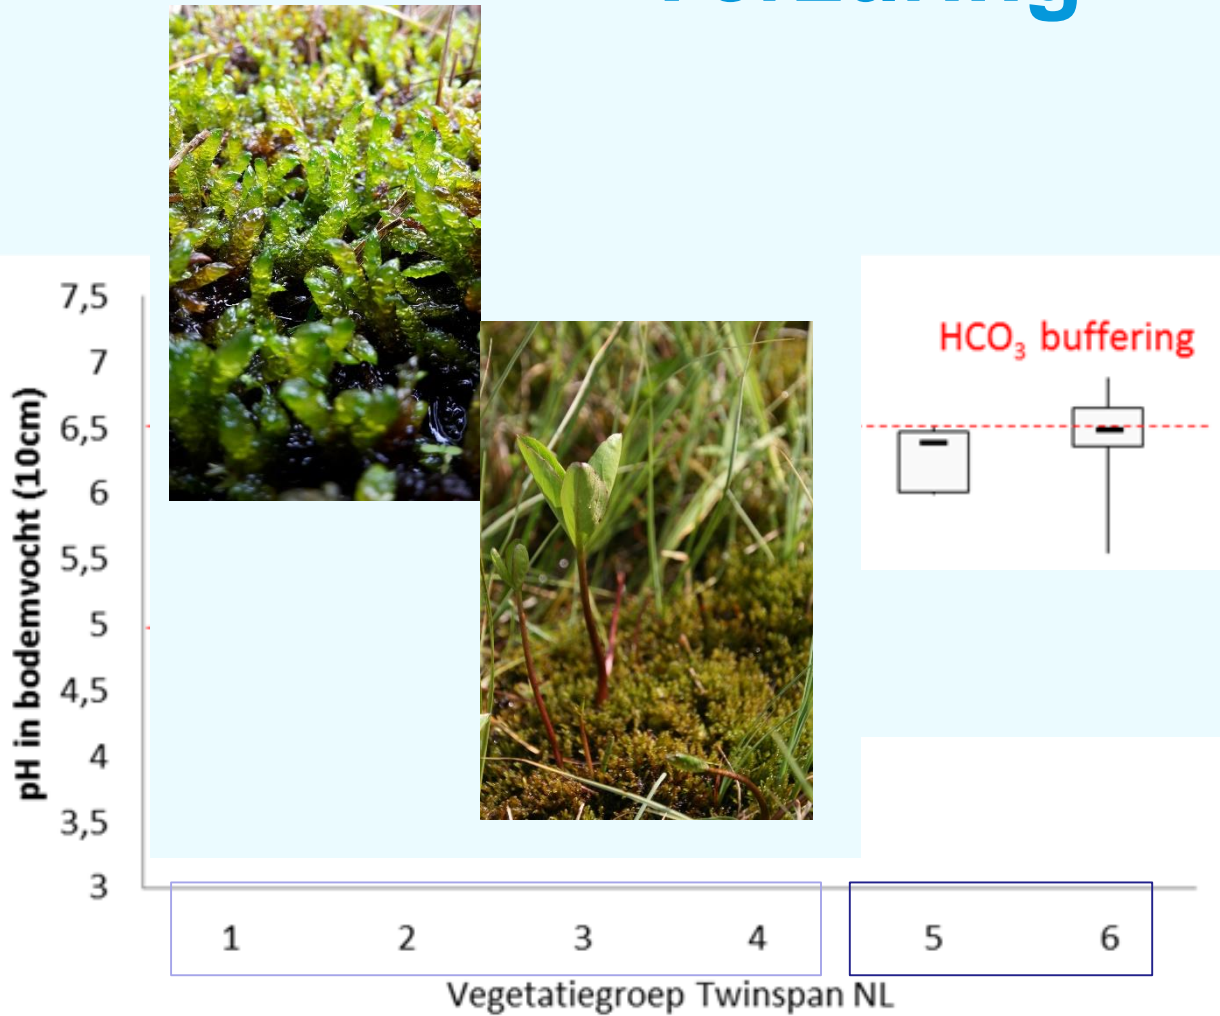 7,5
HCO₃ buffering
7
6,5
6
5,5
5
4,5
4
3,5
3
pH in bodemvocht (10cm)
1 2 3 4 5 6
Vegetatiegroep Twinspan NL